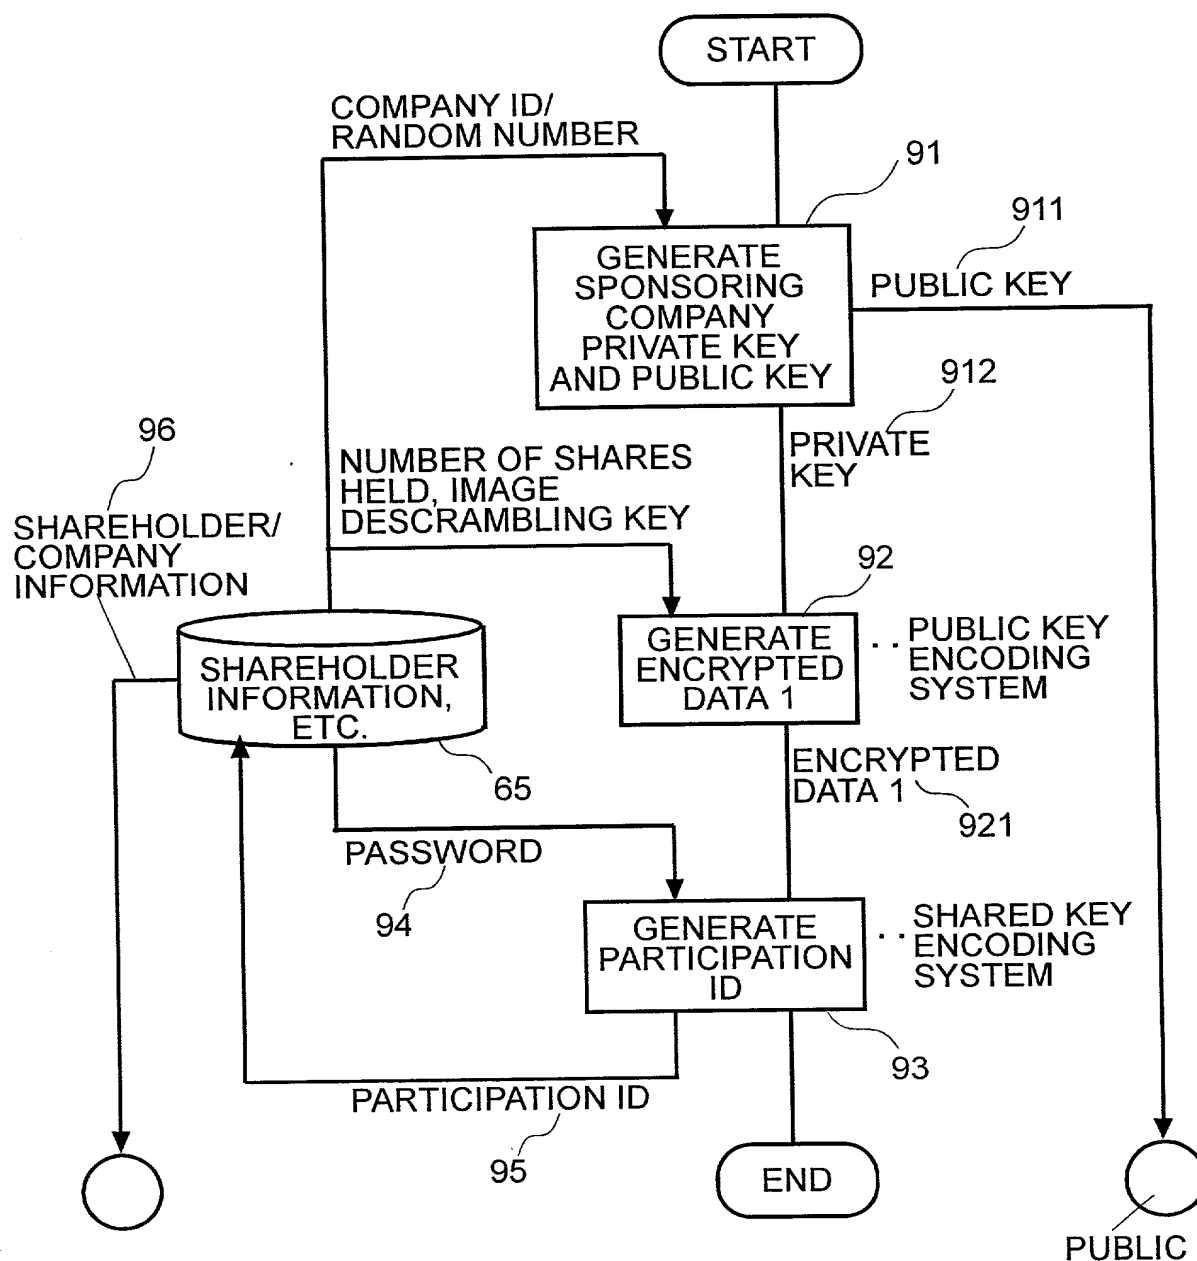 START
COMPANY ID/
RANDOM NUMBER
91
911
GENERATE
SPONSORING
COMPANY
PRIVATE KEY
AND PUBLIC KEY
PUBLIC KEY
912
PRIVATE
KEY
96
NUMBER OF SHARES
HELD, IMAGE
DESCRAMBLING KEY
SHAREHOLDER/
COMPANY
INFORMATION
92
GENERATE
ENCRYPTED
DATA 1
PUBLIC KEY
ENCODING
SYSTEM
SHAREHOLDER
INFORMATION,
ETC.
65
ENCRYPTED
DATA 1
921
PASSWORD
94
GENERATE
PARTICIPATION
ID
SHARED KEY
ENCODING
SYSTEM
93
PARTICIPATION ID
95
END
PUBLIC